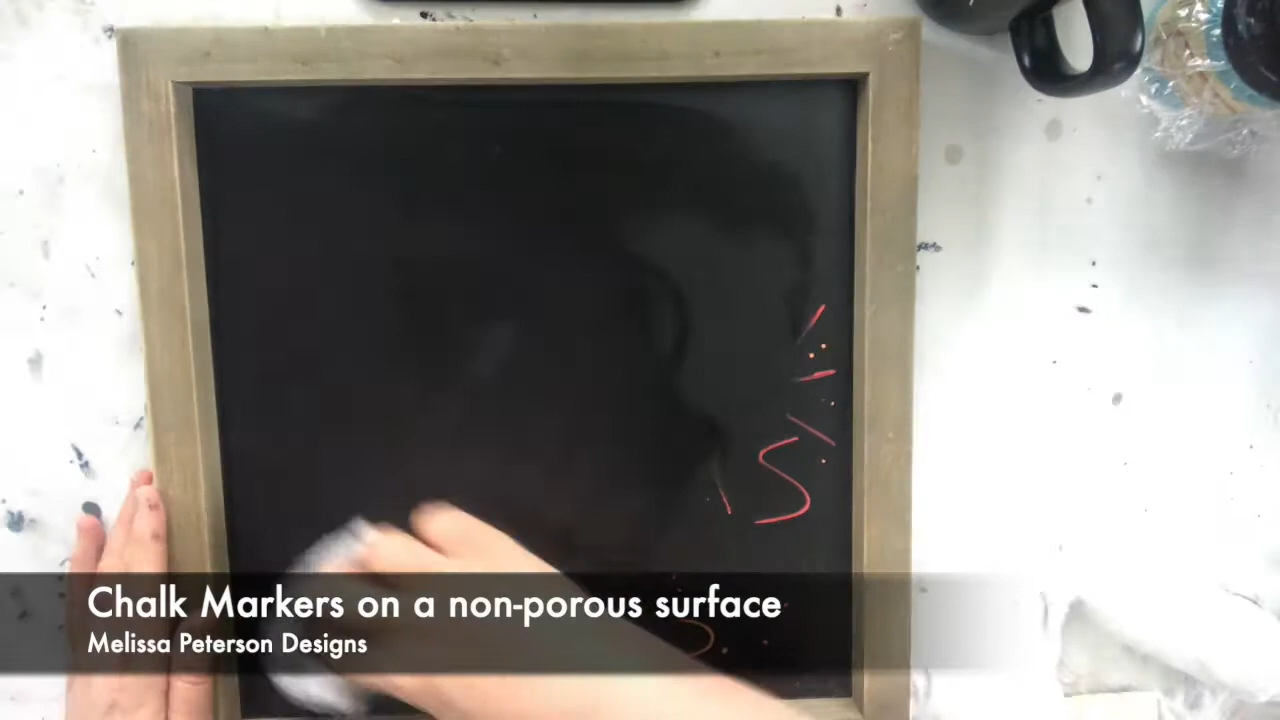 S
Chalk Markers on a non-porous surface
Melissa Peterson Designs